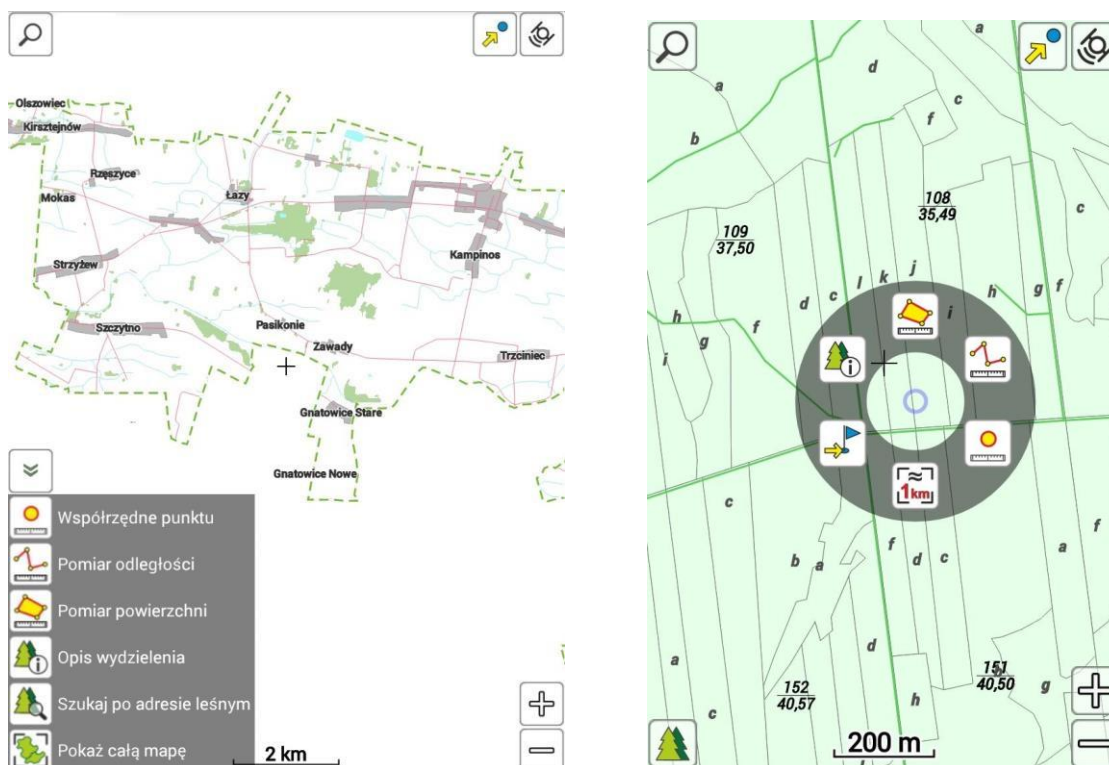 Olszowiec
Kirsztejnów
Rzęszyce
Mokas
Łazy
Strzyżew
Kampinos
Szczytno
Pasikonie
Zawady
Trzciniec
Gnatowice Stare
Gnatowice Nowe
Współrzędne punktu
Pomiar odległości
Pomiar powierzchni
Opis wydzielenia
Szukaj po adresie leśnym
Pokaż całą mapę
2 km
a
d
a
c
f
b
108
35,49
c
109
37,50
j
k
l
h
g
f
c
d
i
h
f
g
i
≈
1km
c
f
f
b
a
d
c
a
d
a
151
40,50
g
152
40,57
h
c
200 m